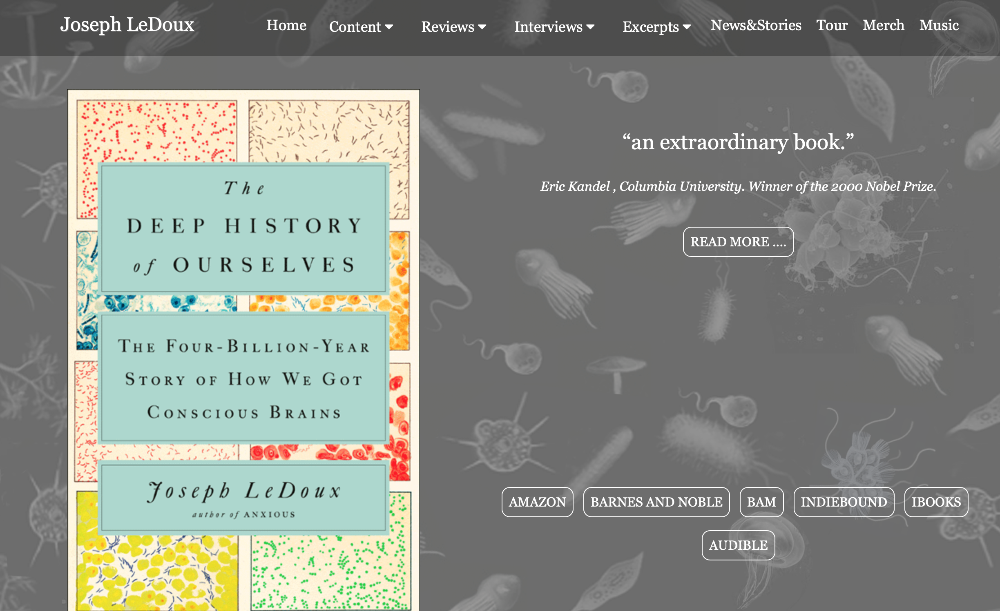 Joseph LeDoux
Home Content Reviews Interviews Excerpts News&Stories Tour Merch Music
The
DEEP HISTORY
of OURSELVES
THE FOUR-BILLION-YEAR
STORY OF HOW WE GOT
CONSCIOUS BRAINS
Joseph LeDoux
author of ANXIOUS
“an extraordinary book.”
Eric Kandel , Columbia University. Winner of the 2000 Nobel Prize.
READ MORE ....
AMAZON BARNES AND NOBLE BAM INDIEBOUND IBOOKS
AUDIBLE